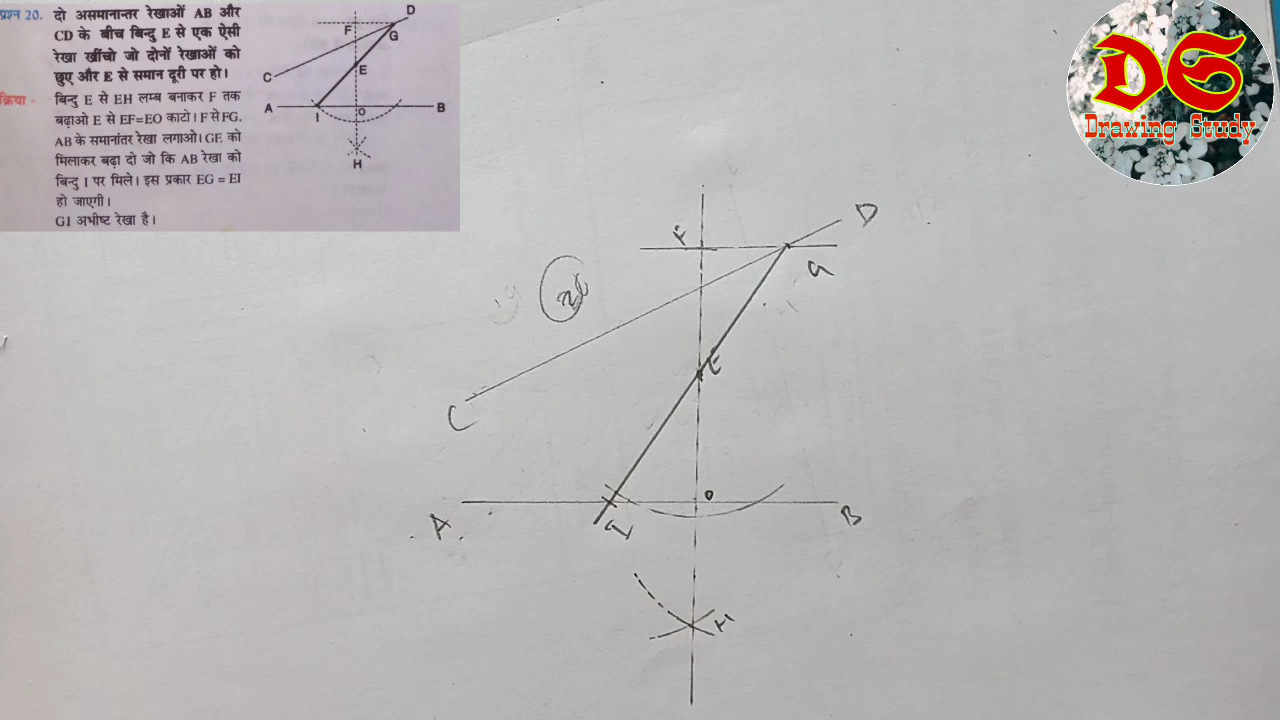 प्रश्न 20. दो असमानान्तर रेखाओं AB और
CD के बीच बिन्दु E से एक ऐसी
रेखा खींचो जो दोनों रेखाओं को
छुए और E से समान दूरी पर हो।
क्रिया - बिन्दु E से EH लम्ब बनाकर F तक
बढ़ाओ E से EF=EO काटो। F से FG.
AB के समानांतर रेखा लगाओ। GE को
मिलाकर बढ़ा दो जो कि AB रेखा को
बिन्दु I पर मिले। इस प्रकार EG = EI
हो जाएगी।
GI अभीष्ट रेखा है।
D
F
G
E
C
A
I
O
B
H
DS
Drawing Study
D
F
G
20
E
C
O
A
I
B
H